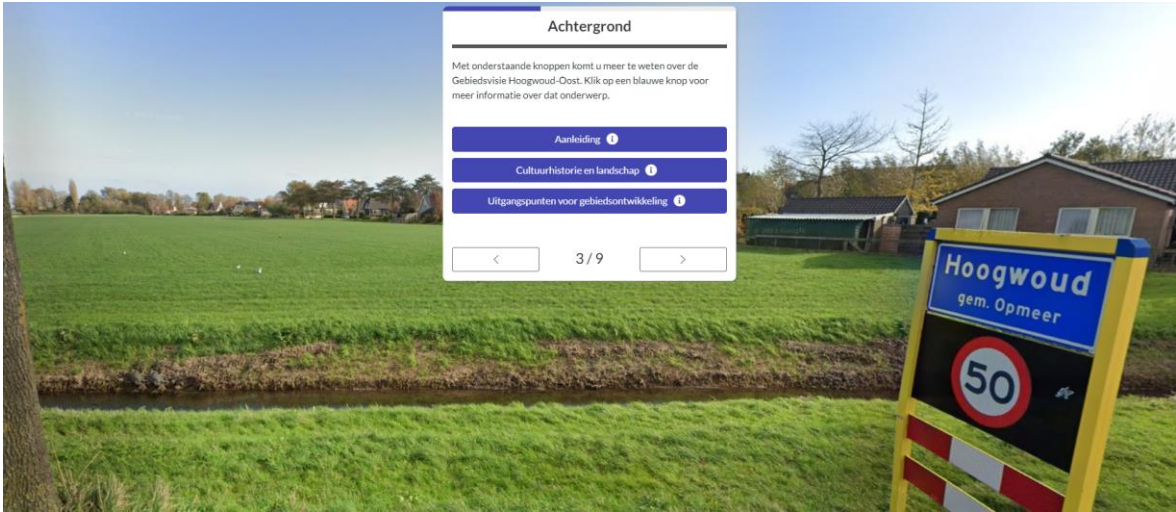 Achtergrond
Met onderstaande knoppen komt u meer te weten over de
Gebiedsvisie Hoogwoud-Oost. Klik op een blauwe knop voor
meer informatie over dat onderwerp.
Aanleiding i
Cultuurhistorie en landschap i
Uitgangspunten voor gebiedsontwikkeling i
< 3 / 9 >
Hoogwoud
gem. Opmeer
50